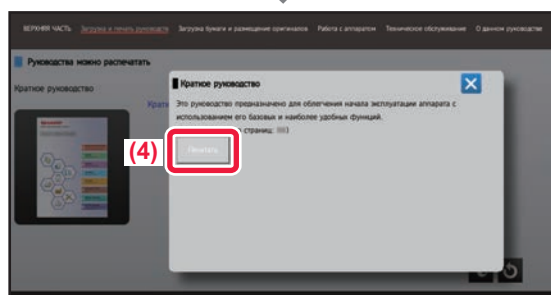 ВЕРХНЯЯ ЧАСТЬ Загрузка и печать руководств Загрузка бумаги и размещение оригиналов Работа с аппаратом Техническое обслуживание О данном руководстве
Руководства можно распечатать
Краткое руководство
Кратк
Краткое руководство
Это руководство предназначено для облегчения начала эксплуатации аппарата с
использованием его базовых и наиболее удобных функций.
страниц:
(4)
Печатать